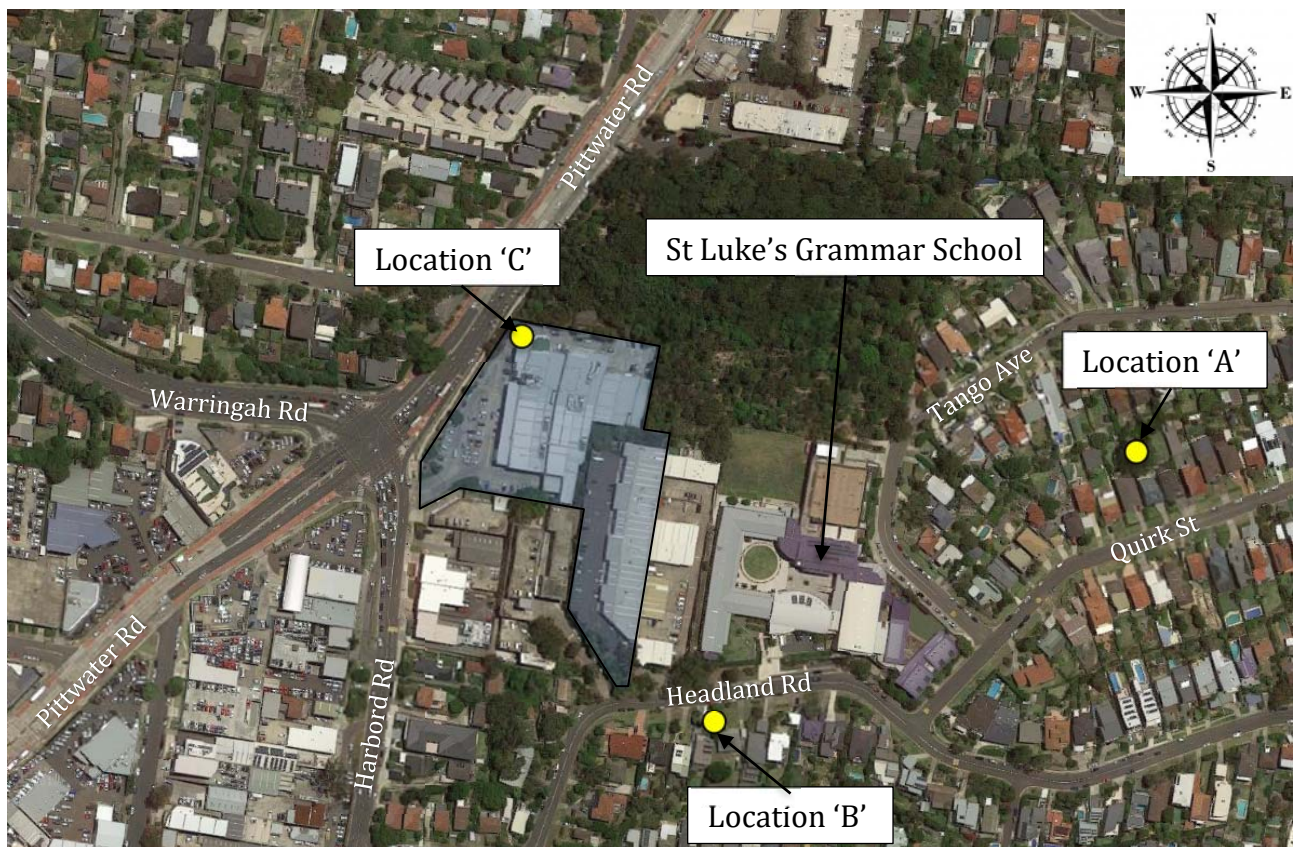 N
W
E
S
Pittwater Rd
Location ‘C’
St Luke’s Grammar School
Location ‘A’
Tango Ave
Warringah Rd
Quirk St
Pittwater Rd
Harbord Rd
Headland Rd
Location ‘B’